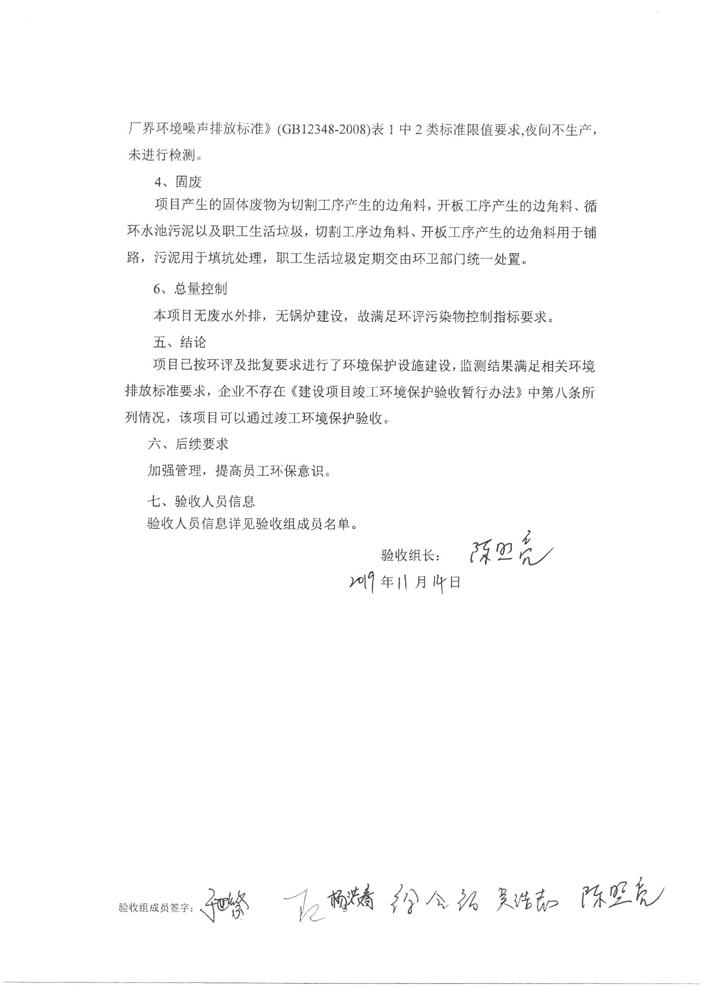 厂界环境噪声排放标准》(GB12348-2008)表 1 中 2 类标准限值要求,夜间不生产，
未进行检测。
4、固废
项目产生的固体废物为切割工序产生的边角料，开板工序产生的边角料、循
环水池污泥以及职工生活垃圾，切割工序边角料、开板工序产生的边角料用于铺
路，污泥用于填坑处理，职工生活垃圾定期交由环卫部门统一处置。
6、总量控制
本项目无废水外排，无锅炉建设，故满足环评污染物控制指标要求。
五、结论
项目已按环评及批复要求进行了环境保护设施建设，监测结果满足相关环境
排放标准要求，企业不存在《建设项目竣工环境保护验收暂行办法》中第八条所
列情况，该项目可以通过竣工环境保护验收。
六、后续要求
加强管理，提高员工环保意识。
七、验收人员信息
验收人员信息详见验收组成员名单。
验收组长： 陈照亮
2019 年 11 月 14 日
验收组成员签字： 陈照亮